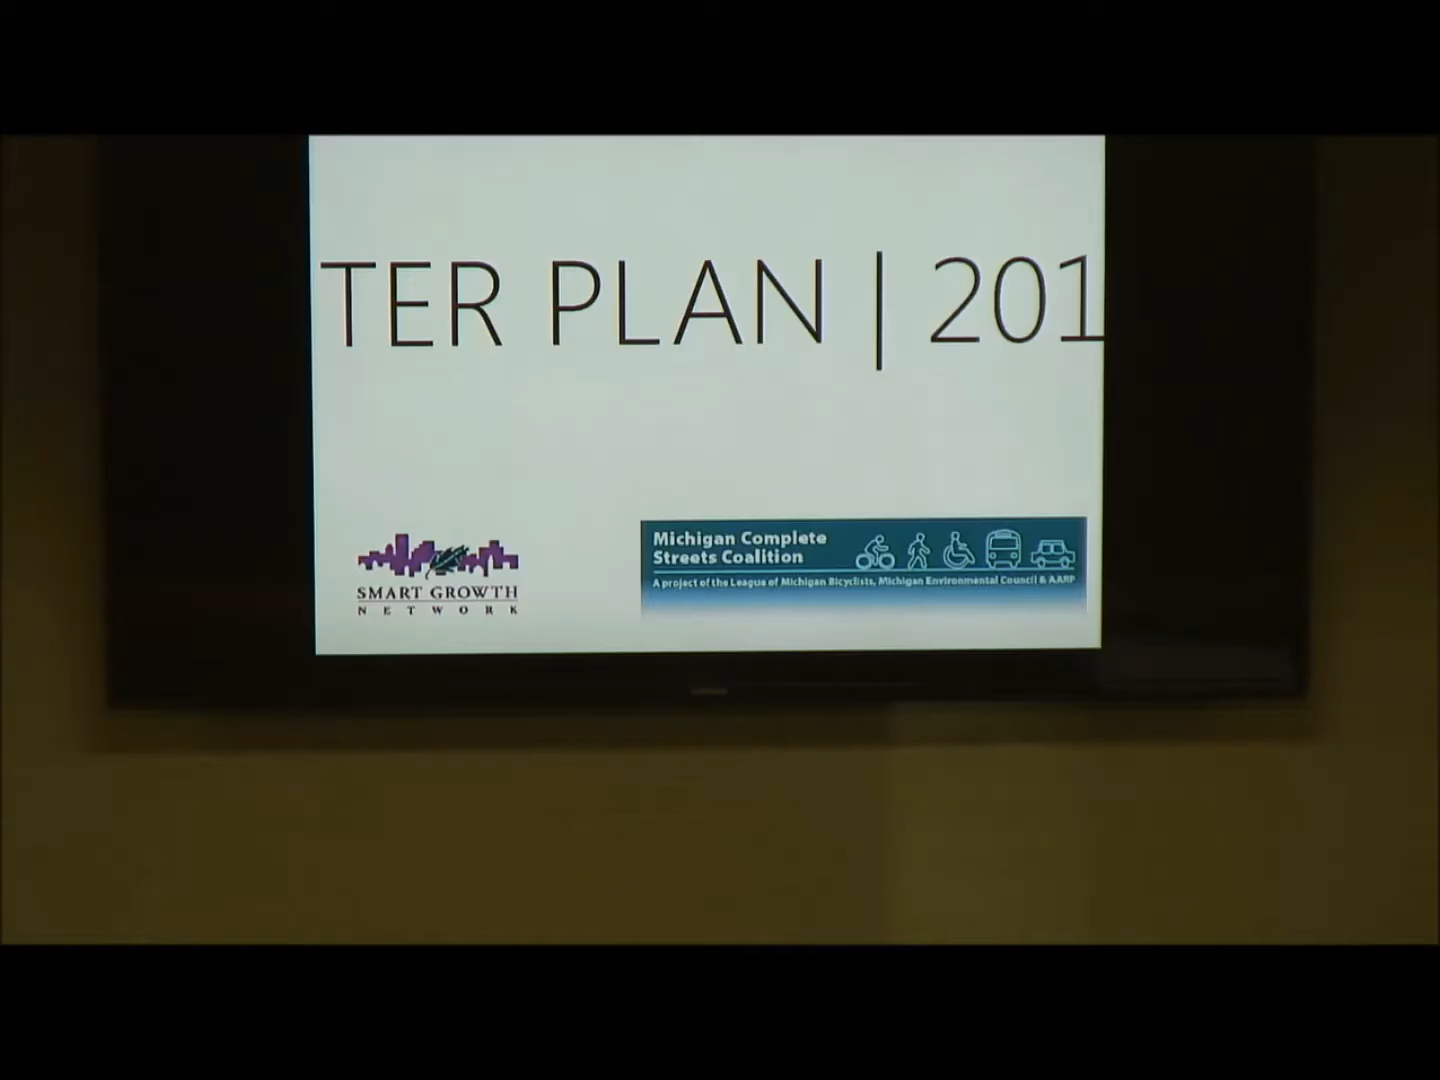 TER PLAN | 201
SMART GROWTH
NETWORK
Michigan Complete
Streets Coalition
A project of the League of Michigan Bicyclists, Michigan Environmental Council & AARP